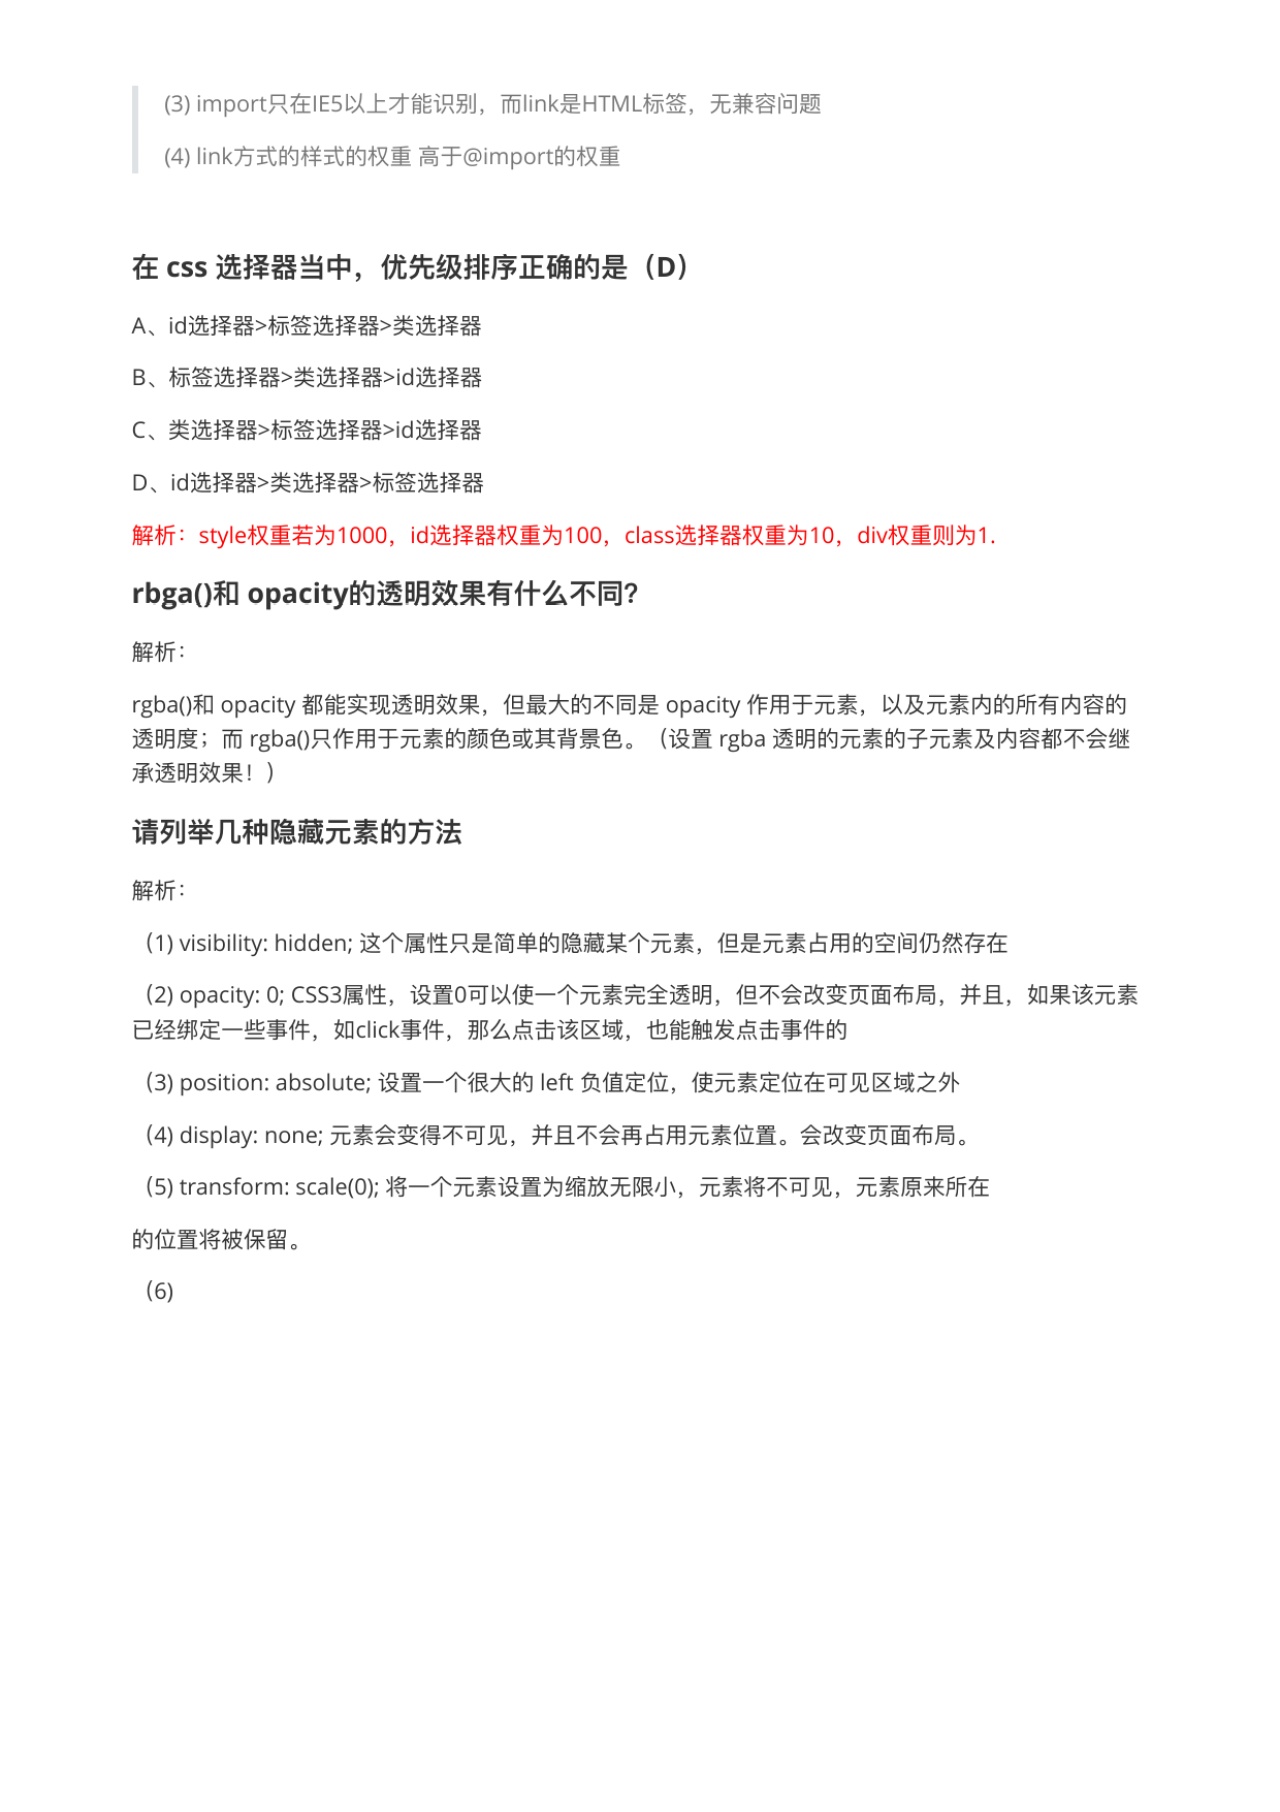 (3) import只在IE5以上才能识别，而link是HTML标签，无兼容问题
(4) link方式的样式的权重 高于@import的权重
在 css 选择器当中，优先级排序正确的是（D）
A、id选择器>标签选择器>类选择器
B、标签选择器>类选择器>id选择器
C、类选择器>标签选择器>id选择器
D、id选择器>类选择器>标签选择器
解析：style权重若为1000，id选择器权重为100，class选择器权重为10，div权重则为1.
rbga()和 opacity的透明效果有什么不同？
解析：
rgba()和 opacity 都能实现透明效果，但最大的不同是 opacity 作用于元素，以及元素内的所有内容的
透明度；而 rgba()只作用于元素的颜色或其背景色。（设置 rgba 透明的元素的子元素及内容都不会继
承透明效果！）
请列举几种隐藏元素的方法
解析：
（1) visibility: hidden; 这个属性只是简单的隐藏某个元素，但是元素占用的空间仍然存在
（2) opacity: 0; CSS3属性，设置0可以使一个元素完全透明，但不会改变页面布局，并且，如果该元素
已经绑定一些事件，如click事件，那么点击该区域，也能触发点击事件的
（3) position: absolute; 设置一个很大的 left 负值定位，使元素定位在可见区域之外
（4) display: none; 元素会变得不可见，并且不会再占用元素位置。会改变页面布局。
（5) transform: scale(0); 将一个元素设置为缩放无限小，元素将不可见，元素原来所在
的位置将被保留。
（6)